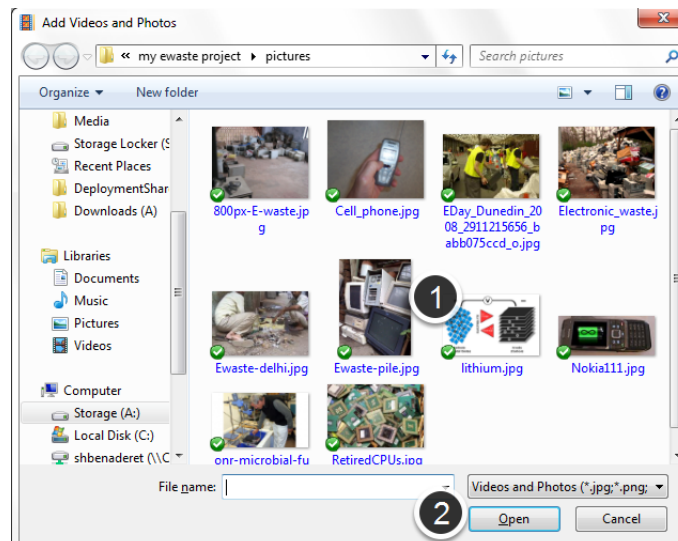 Add Videos and Photos
« my ewaste project ▸ pictures
Search pictures
Organize ▼ New folder
Media
Storage Locker (S
Recent Places
DeploymentShar
Downloads (A)
Libraries
Documents
Music
Pictures
Videos
Computer
Storage (A:)
Local Disk (C:)
shbenaderet (\\C
800px-E-waste.jp
g
Cell_phone.jpg
EDay_Dunedin_20
08_2911215656_b
abb075ccd_o.jpg
Electronic_waste.j
pg
1
Ewaste-delhi.jpg
Ewaste-pile.jpg
lithium.jpg
Nokia111.jpg
onr-microbial-fu
RetiredCPUs.jpg
File name:
Videos and Photos (*.jpg;*.png;
2
Open
Cancel